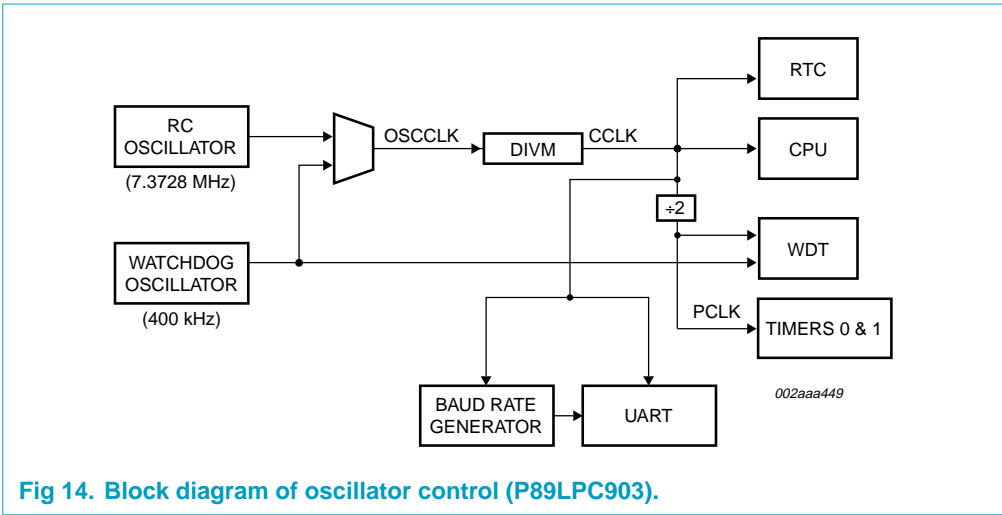 RC
OSCILLATOR
(7.3728 MHz)
WATCHDOG
OSCILLATOR
(400 kHz)
OSCCLK
DIVM
CCLK
RTC
CPU
÷2
WDT
PCLK
TIMERS 0 & 1
002aaa449
BAUD RATE
GENERATOR
UART
Fig 14. Block diagram of oscillator control (P89LPC903).